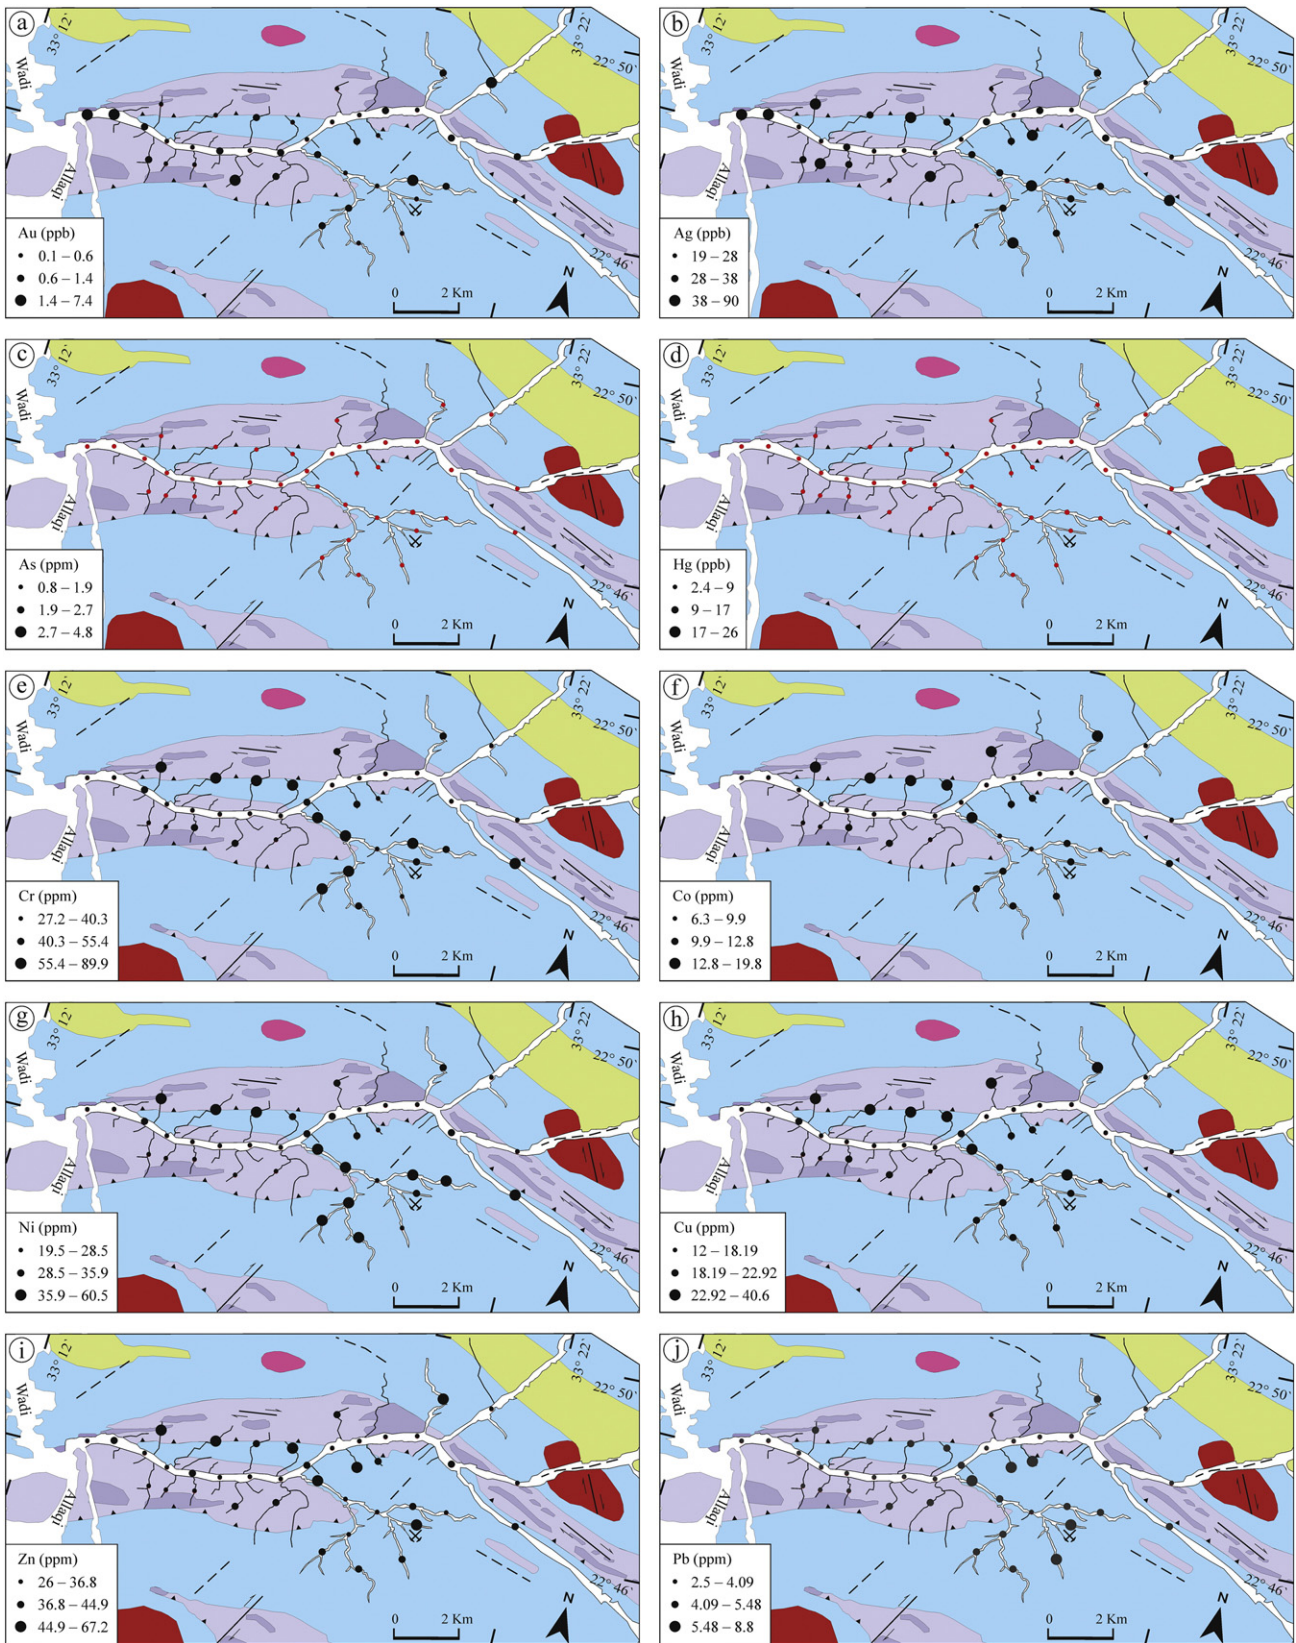 a
33° 12`
33° 22`
22° 50`
Wadi
Allaqi
22° 46`
Au (ppb)
0.1 – 0.6
0.6 – 1.4
1.4 – 7.4
0 2 Km
N
b
33° 12`
33° 22`
22° 50`
Wadi
Allaqi
22° 46`
Ag (ppb)
19 – 28
28 – 38
38 – 90
0 2 Km
N
c
33° 12`
33° 22`
22° 50`
Wadi
Allaqi
22° 46`
As (ppm)
0.8 – 1.9
1.9 – 2.7
2.7 – 4.8
0 2 Km
N
d
33° 12`
33° 22`
22° 50`
Wadi
Allaqi
22° 46`
Hg (ppb)
2.4 – 9
9 – 17
17 – 26
0 2 Km
N
e
33° 12`
33° 22`
22° 50`
Wadi
Allaqi
22° 46`
Cr (ppm)
27.2 – 40.3
40.3 – 55.4
55.4 – 89.9
0 2 Km
N
f
33° 12`
33° 22`
22° 50`
Wadi
Allaqi
22° 46`
Co (ppm)
6.3 – 9.9
9.9 – 12.8
12.8 – 19.8
0 2 Km
N
g
33° 12`
33° 22`
22° 50`
Wadi
Allaqi
22° 46`
Ni (ppm)
19.5 – 28.5
28.5 – 35.9
35.9 – 60.5
0 2 Km
N
h
33° 12`
33° 22`
22° 50`
Wadi
Allaqi
22° 46`
Cu (ppm)
12 – 18.19
18.19 – 22.92
22.92 – 40.6
0 2 Km
N
i
33° 12`
33° 22`
22° 50`
Wadi
Allaqi
22° 46`
Zn (ppm)
26 – 36.8
36.8 – 44.9
44.9 – 67.2
0 2 Km
N
j
33° 12`
33° 22`
22° 50`
Wadi
Allaqi
22° 46`
Pb (ppm)
2.5 – 4.09
4.09 – 5.48
5.48 – 8.8
0 2 Km
N